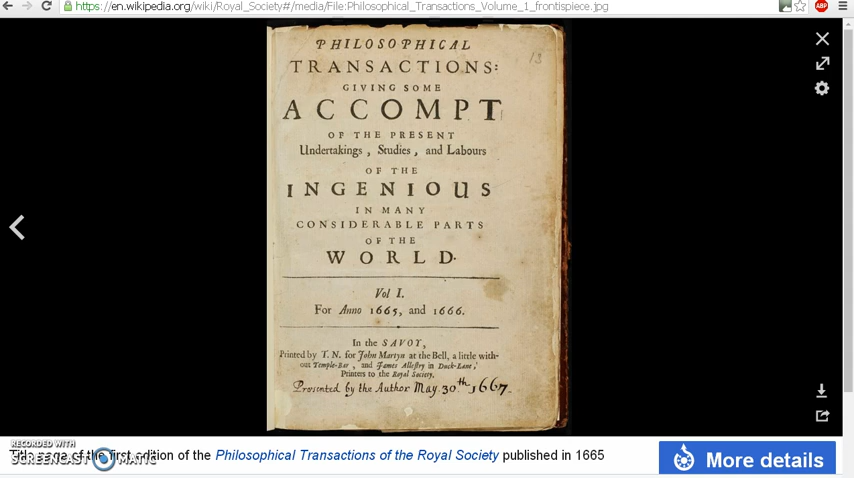 https://en.wikipedia.org/wiki/Royal_Society#/media/File:Philosophical_Transactions_Volume_1_frontispiece.jpg
ABP
13
PHILOSOPHICAL
TRANSACTIONS:
GIVING SOME
ACCOMPT
OF THE PRESENT
Undertakings, Studies, and Labours
OF THE
INGENIOUS
IN MANY
CONSIDERABLE PARTS
OF THE
WORLD.
Vol I.
For Anno 1665, and 1666.
In the SAVOY,
Printed by T. N. for John Martyn at the Bell, a little with-
out Temple-Bar, and James Allestry in Duck-Lane,
Printers to the Royal Society.
Presented by the Author May. 30th 1667.
RECORDED WITH
SCREENCAST MATIC
Title page of the first edition of the Philosophical Transactions of the Royal Society published in 1665
More details